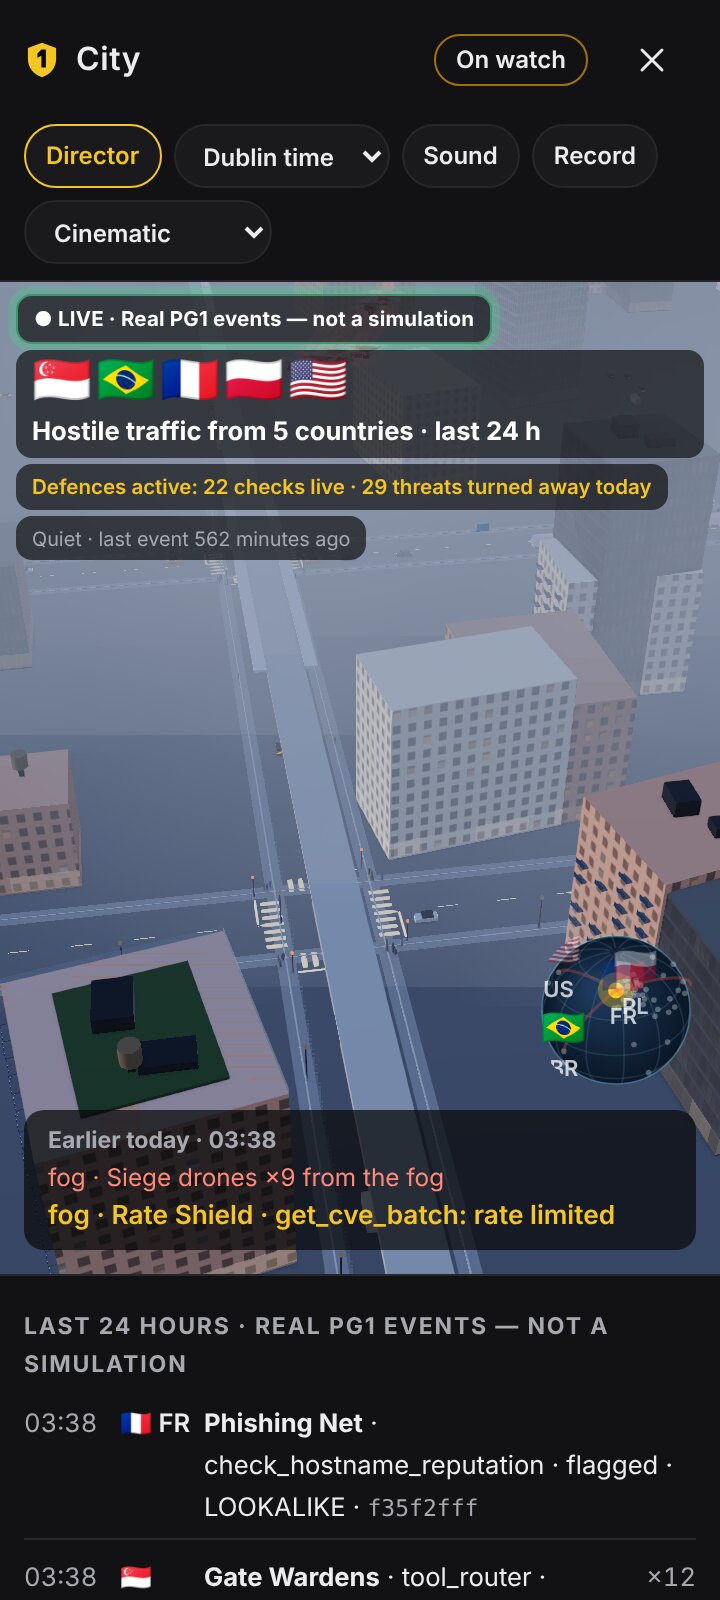 1 City
On watch
Director
Dublin time
Sound
Record
Cinematic
LIVE · Real PG1 events — not a simulation
Hostile traffic from 5 countries · last 24 h
Defences active: 22 checks live · 29 threats turned away today
Quiet · last event 562 minutes ago
US
PL
FR
BR
Earlier today · 03:38
fog · Siege drones ×9 from the fog
fog · Rate Shield · get_cve_batch: rate limited
LAST 24 HOURS · REAL PG1 EVENTS — NOT A
SIMULATION
03:38 FR Phishing Net ·
check_hostname_reputation · flagged ·
LOOKALIKE · f35f2fff
03:38 Gate Wardens · tool_router · ×12